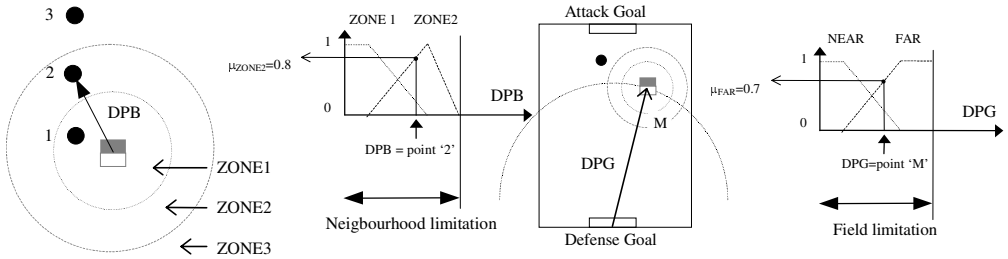 3
2
DPB
1
ZONE1
ZONE2
ZONE3
ZONE 1 ZONE2
1
μZONE2=0.8
0
DPB
DPB = point ‘2’
Neigbourhood limitation
Attack Goal
M
DPG
Defense Goal
NEAR FAR
1
μFAR=0.7
0
DPG
DPG=point ‘M’
Field limitation